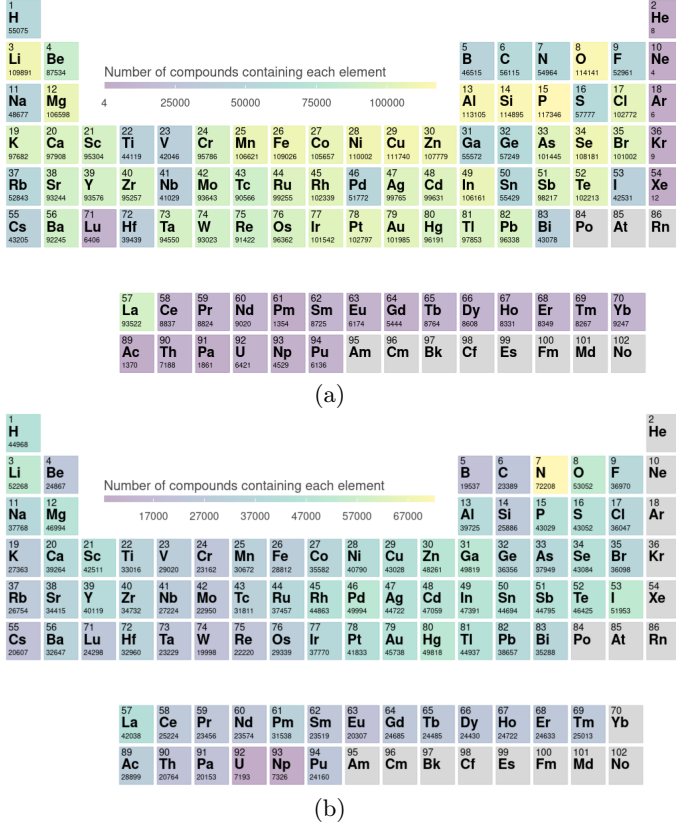 1 2
H He
55075 8
3 4 5 6 7 8 9 10
Li Be B C N O F Ne
109891 87534 46515 56115 54964 114141 52961 4
Number of compounds containing each element
4 25000 50000 75000 100000
11 12 13 14 15 16 17 18
Na Mg Al Si P S Cl Ar
48677 106598 113105 114895 117346 57777 102772 6
19 20 21 22 23 24 25 26 27 28 29 30 31 32 33 34 35 36
K Ca Sc Ti V Cr Mn Fe Co Ni Cu Zn Ga Ge As Se Br Kr
97682 97908 95304 44119 42046 95786 106621 109026 105657 110002 111740 107779 55572 57249 101445 108181 101002 9
37 38 39 40 41 42 43 44 45 46 47 48 49 50 51 52 53 54
Rb Sr Y Zr Nb Mo Tc Ru Rh Pd Ag Cd In Sn Sb Te I Xe
52843 93244 93576 95257 41029 93643 90566 99255 102339 51772 99765 99631 106161 55429 98217 102213 42531 12
55 56 71 72 73 74 75 76 77 78 79 80 81 82 83 84 85 86
Cs Ba Lu Hf Ta W Re Os Ir Pt Au Hg Tl Pb Bi Po At Rn
43205 92245 6406 39439 94550 93023 91422 96362 101542 102797 101985 96191 97853 96338 43078
57 58 59 60 61 62 63 64 65 66 67 68 69 70
La Ce Pr Nd Pm Sm Eu Gd Tb Dy Ho Er Tm Yb
93522 8837 8824 9020 1354 8725 6174 5444 8764 8608 8331 8349 8267 9247
89 90 91 92 93 94 95 96 97 98 99 100 101 102
Ac Th Pa U Np Pu Am Cm Bk Cf Es Fm Md No
1370 7188 1861 6421 4529 6136
(a)
1 2
H He
44968
3 4 5 6 7 8 9 10
Li Be B C N O F Ne
52268 24867 19537 23389 72208 53052 36970
Number of compounds containing each element
17000 27000 37000 47000 57000 67000
11 12 13 14 15 16 17 18
Na Mg Al Si P S Cl Ar
37768 46994 39725 25886 43029 43052 36047
19 20 21 22 23 24 25 26 27 28 29 30 31 32 33 34 35 36
K Ca Sc Ti V Cr Mn Fe Co Ni Cu Zn Ga Ge As Se Br Kr
27363 39264 42511 33016 29020 23162 30672 28812 35582 40790 43028 48261 49819 36356 37949 43084 36098
37 38 39 40 41 42 43 44 45 46 47 48 49 50 51 52 53 54
Rb Sr Y Zr Nb Mo Tc Ru Rh Pd Ag Cd In Sn Sb Te I Xe
26754 34415 40119 34732 27224 22950 31811 37457 44863 49994 44722 47059 47391 44694 44795 46425 51953
55 56 71 72 73 74 75 76 77 78 79 80 81 82 83 84 85 86
Cs Ba Lu Hf Ta W Re Os Ir Pt Au Hg Tl Pb Bi Po At Rn
20607 32647 24298 32960 23229 19998 22220 29339 37770 41833 45738 49818 44937 38657 35288
57 58 59 60 61 62 63 64 65 66 67 68 69 70
La Ce Pr Nd Pm Sm Eu Gd Tb Dy Ho Er Tm Yb
42038 25224 23456 23574 31538 23519 20307 24685 24485 24430 24722 24633 25013
89 90 91 92 93 94 95 96 97 98 99 100 101 102
Ac Th Pa U Np Pu Am Cm Bk Cf Es Fm Md No
28899 20764 20153 7193 7326 24160
(b)